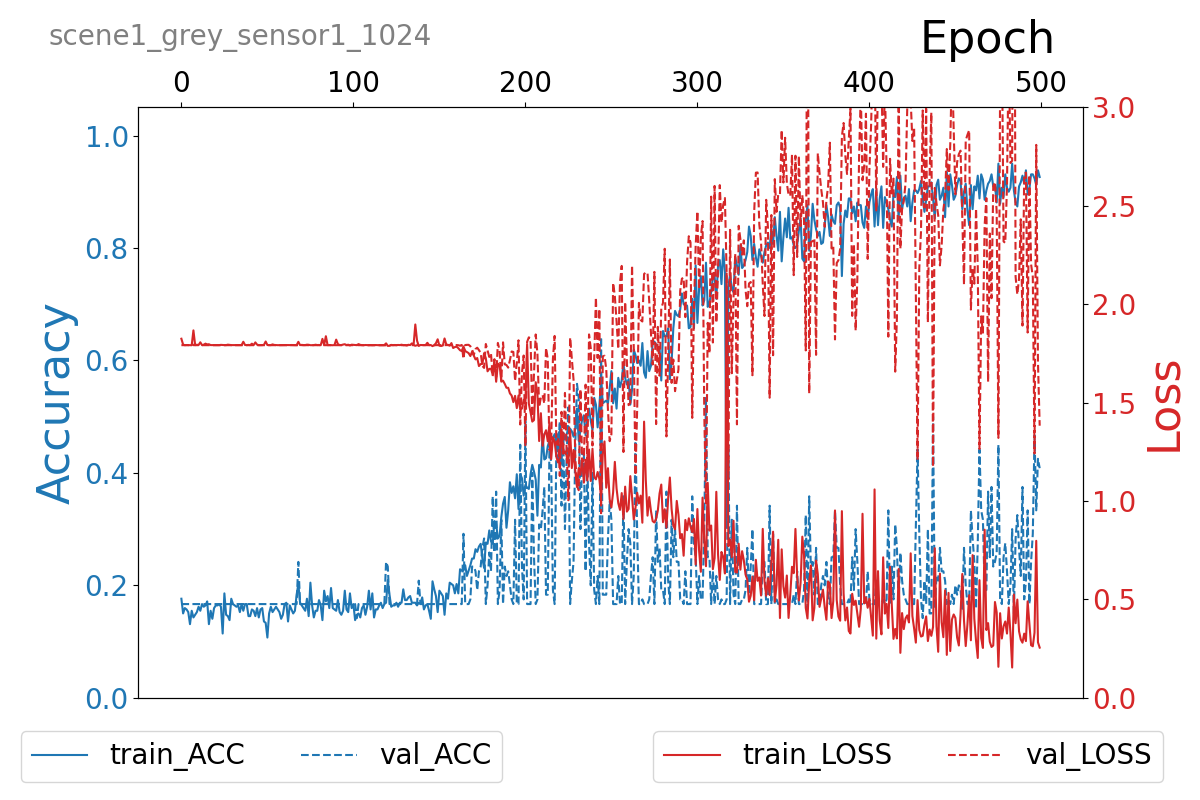 scene1_grey_sensor1_1024
Epoch
0 100 200 300 400 500
1.0
0.8
0.6
0.4
0.2
0.0
Accuracy
3.0
2.5
2.0
1.5
1.0
0.5
0.0
Loss
train_ACC val_ACC
train_LOSS val_LOSS